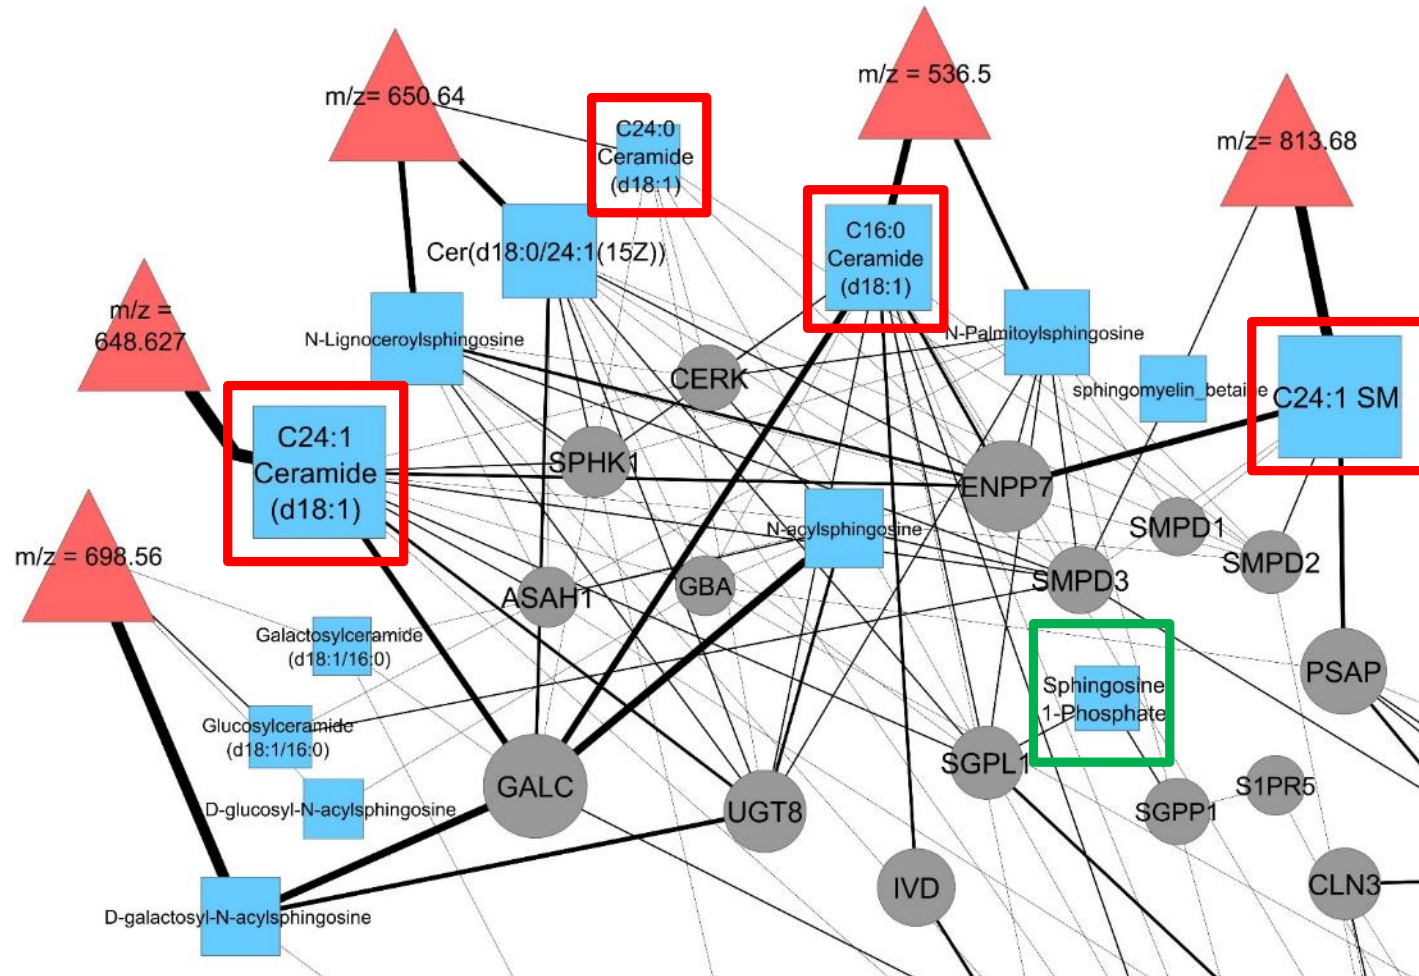 m/z = 536.5
m/z= 650.64
C24:0
Ceramide
(d18:1)
m/z= 813.68
C16:0
Ceramide
(d18:1)
Cer(d18:0/24:1(15Z))
m/z =
648.627
N-Lignoceroylsphingosine
N-Palmitoylsphingosine
CERK
sphingomyelin_betaine
C24:1 SM
C24:1
Ceramide
(d18:1)
SPHK1
ENPP7
N-acylsphingosine
SMPD1
m/z = 698.56
SMPD2
SMPD3
GBA
ASAH1
Galactosylceramide
(d18:1/16:0)
PSAP
Sphingosine
1-Phosphate
Glucosylceramide
(d18:1/16:0)
SGPL1
GALC
S1PR5
D-glucosyl-N-acylsphingosine
UGT8
SGPP1
IVD
CLN3
D-galactosyl-N-acylsphingosine